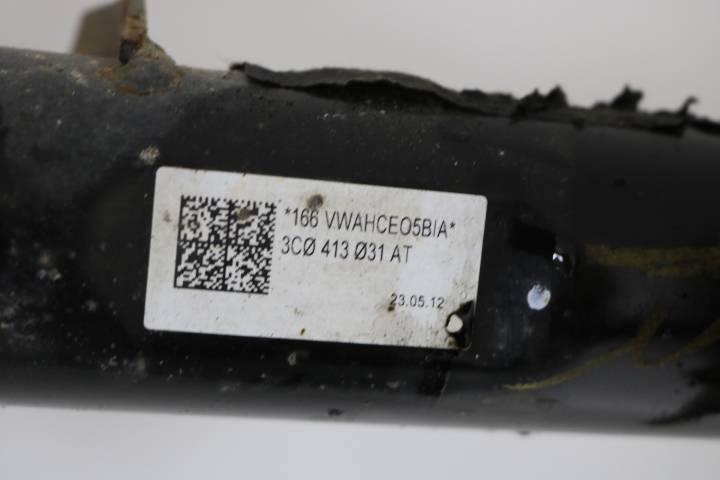 *166 VWAHCEO5BIA*
3CØ 413 Ø31 AT
23.05.12